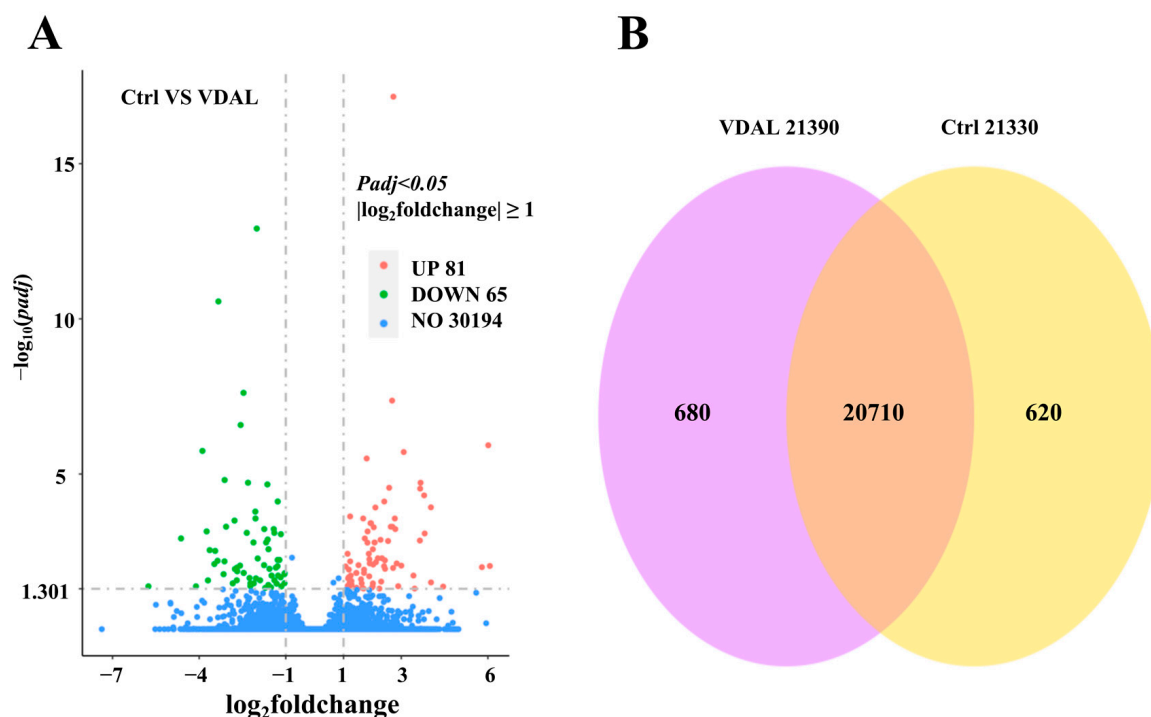 A
Ctrl VS VDAL
Padj<0.05
|log₂foldchange| ≥ 1
UP 81
DOWN 65
NO 30194
−log₁₀(padj)
15
10
5
1.301
−7 −4 −1 1 3 6
log₂foldchange
B
VDAL 21390 Ctrl 21330
680 20710 620